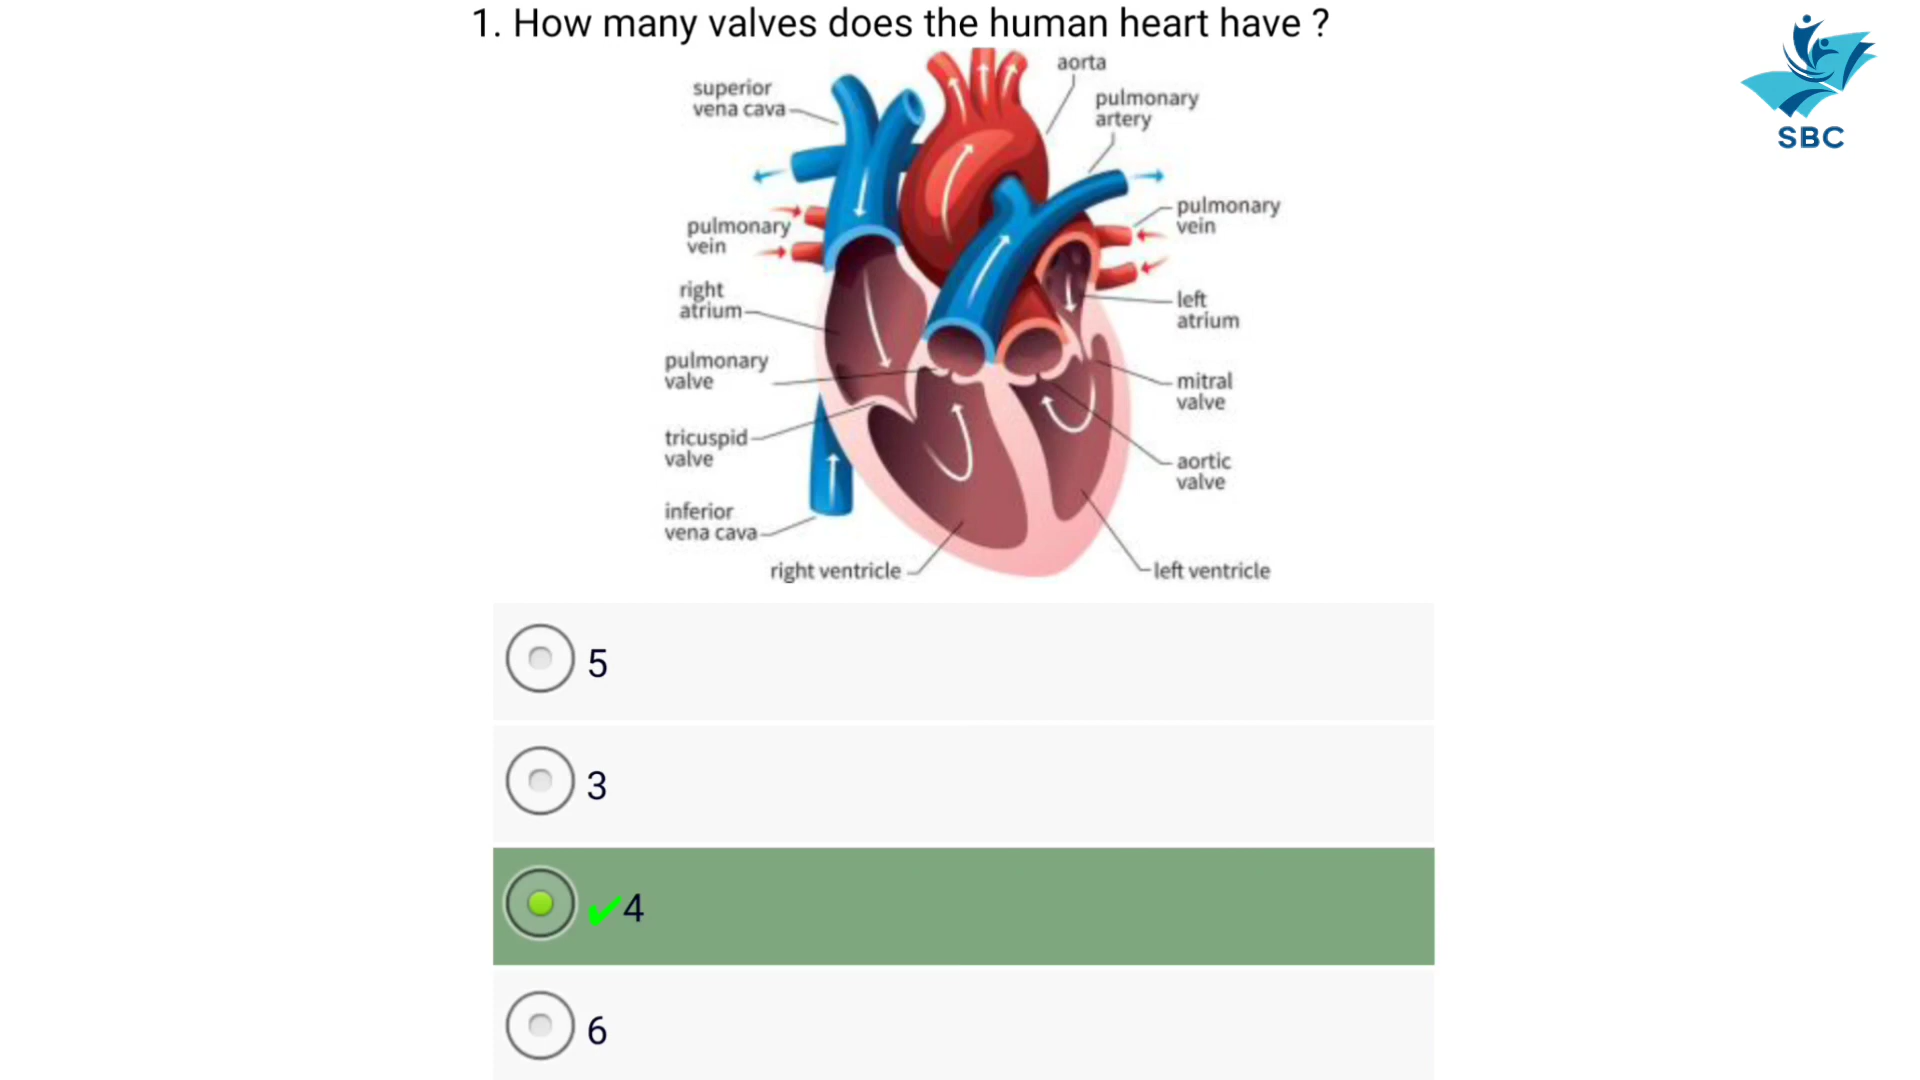 1. How many valves does the human heart have ?
aorta
superior
vena cava
pulmonary
artery
SBC
pulmonary
vein
pulmonary
vein
right
atrium
left
atrium
pulmonary
valve
mitral
valve
tricuspid
valve
aortic
valve
inferior
vena cava
right ventricle
left ventricle
5
3
✔4
6